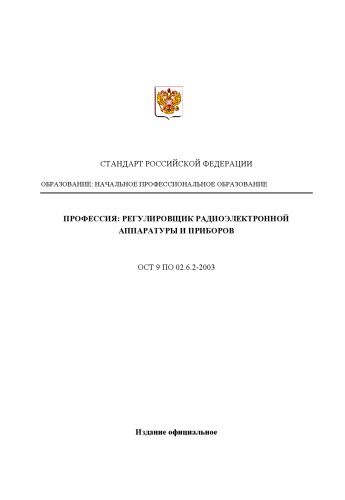 СТАНДАРТ РОССИЙСКОЙ ФЕДЕРАЦИИ
ОБРАЗОВАНИЕ: НАЧАЛЬНОЕ ПРОФЕССИОНАЛЬНОЕ ОБРАЗОВАНИЕ
ПРОФЕССИЯ: РЕГУЛИРОВЩИК РАДИОЭЛЕКТРОННОЙ
АППАРАТУРЫ И ПРИБОРОВ
ОСТ 9 ПО 02.6.2-2003
Издание официальное